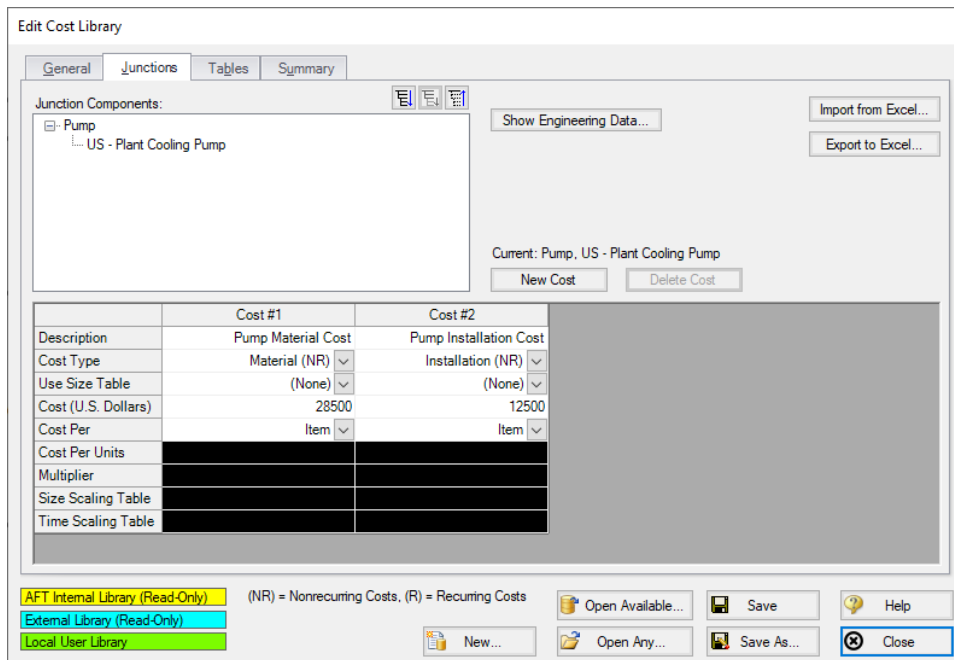 Edit Cost Library
General Junctions Tables Summary
Junction Components:
Pump
US - Plant Cooling Pump
Show Engineering Data...
Import from Excel...
Export to Excel...
Current: Pump, US - Plant Cooling Pump
New Cost Delete Cost
Cost #1 Cost #2
Description Pump Material Cost Pump Installation Cost
Cost Type Material (NR) Installation (NR)
Use Size Table (None) (None)
Cost (U.S. Dollars) 28500 12500
Cost Per Item Item
Cost Per Units
Multiplier
Size Scaling Table
Time Scaling Table
AFT Internal Library (Read-Only)
External Library (Read-Only)
Local User Library
(NR) = Nonrecurring Costs, (R) = Recurring Costs
Open Available... Save Help
New... Open Any... Save As... Close